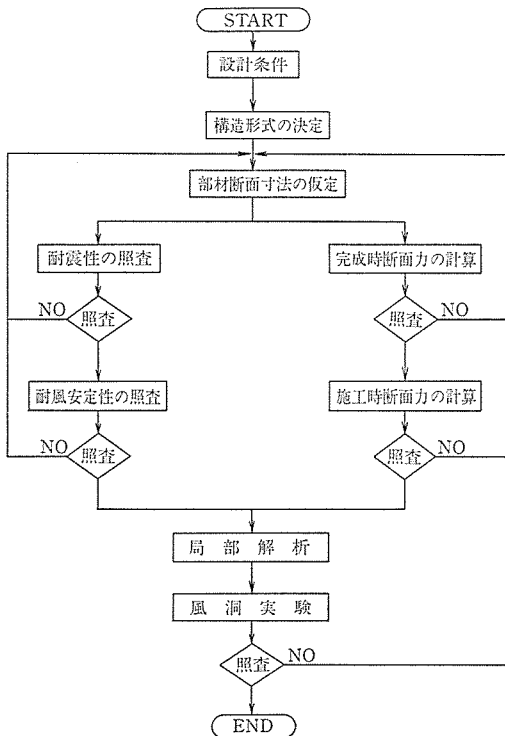 START
設計条件
構造形式の決定
部材断面寸法の仮定
耐震性の照査
完成時断面力の計算
NO
照査
照査
NO
耐風安定性の照査
施工時断面力の計算
NO
照査
照査
NO
局部解析
風洞実験
照査
NO
END